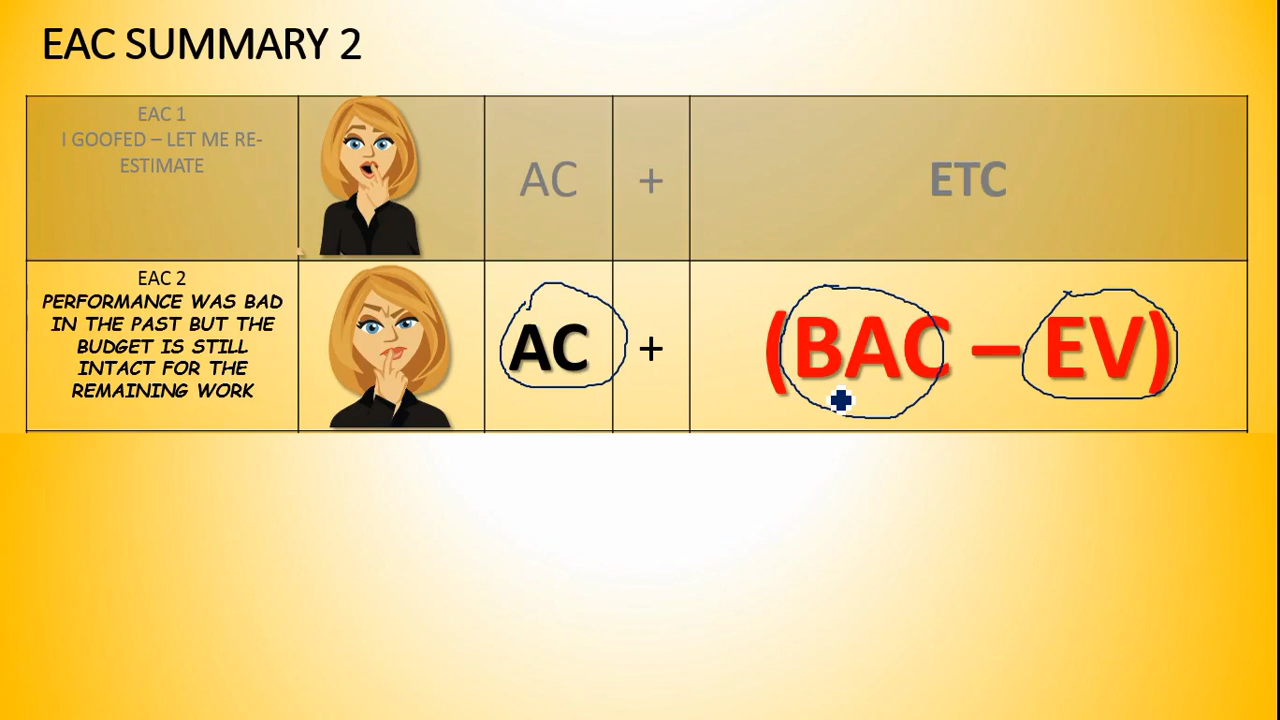 EAC SUMMARY 2
EAC 1
I GOOFED – LET ME RE-
ESTIMATE
AC
+
ETC
EAC 2
PERFORMANCE WAS BAD
IN THE PAST BUT THE
BUDGET IS STILL
INTACT FOR THE
REMAINING WORK
AC
+
(BAC – EV)